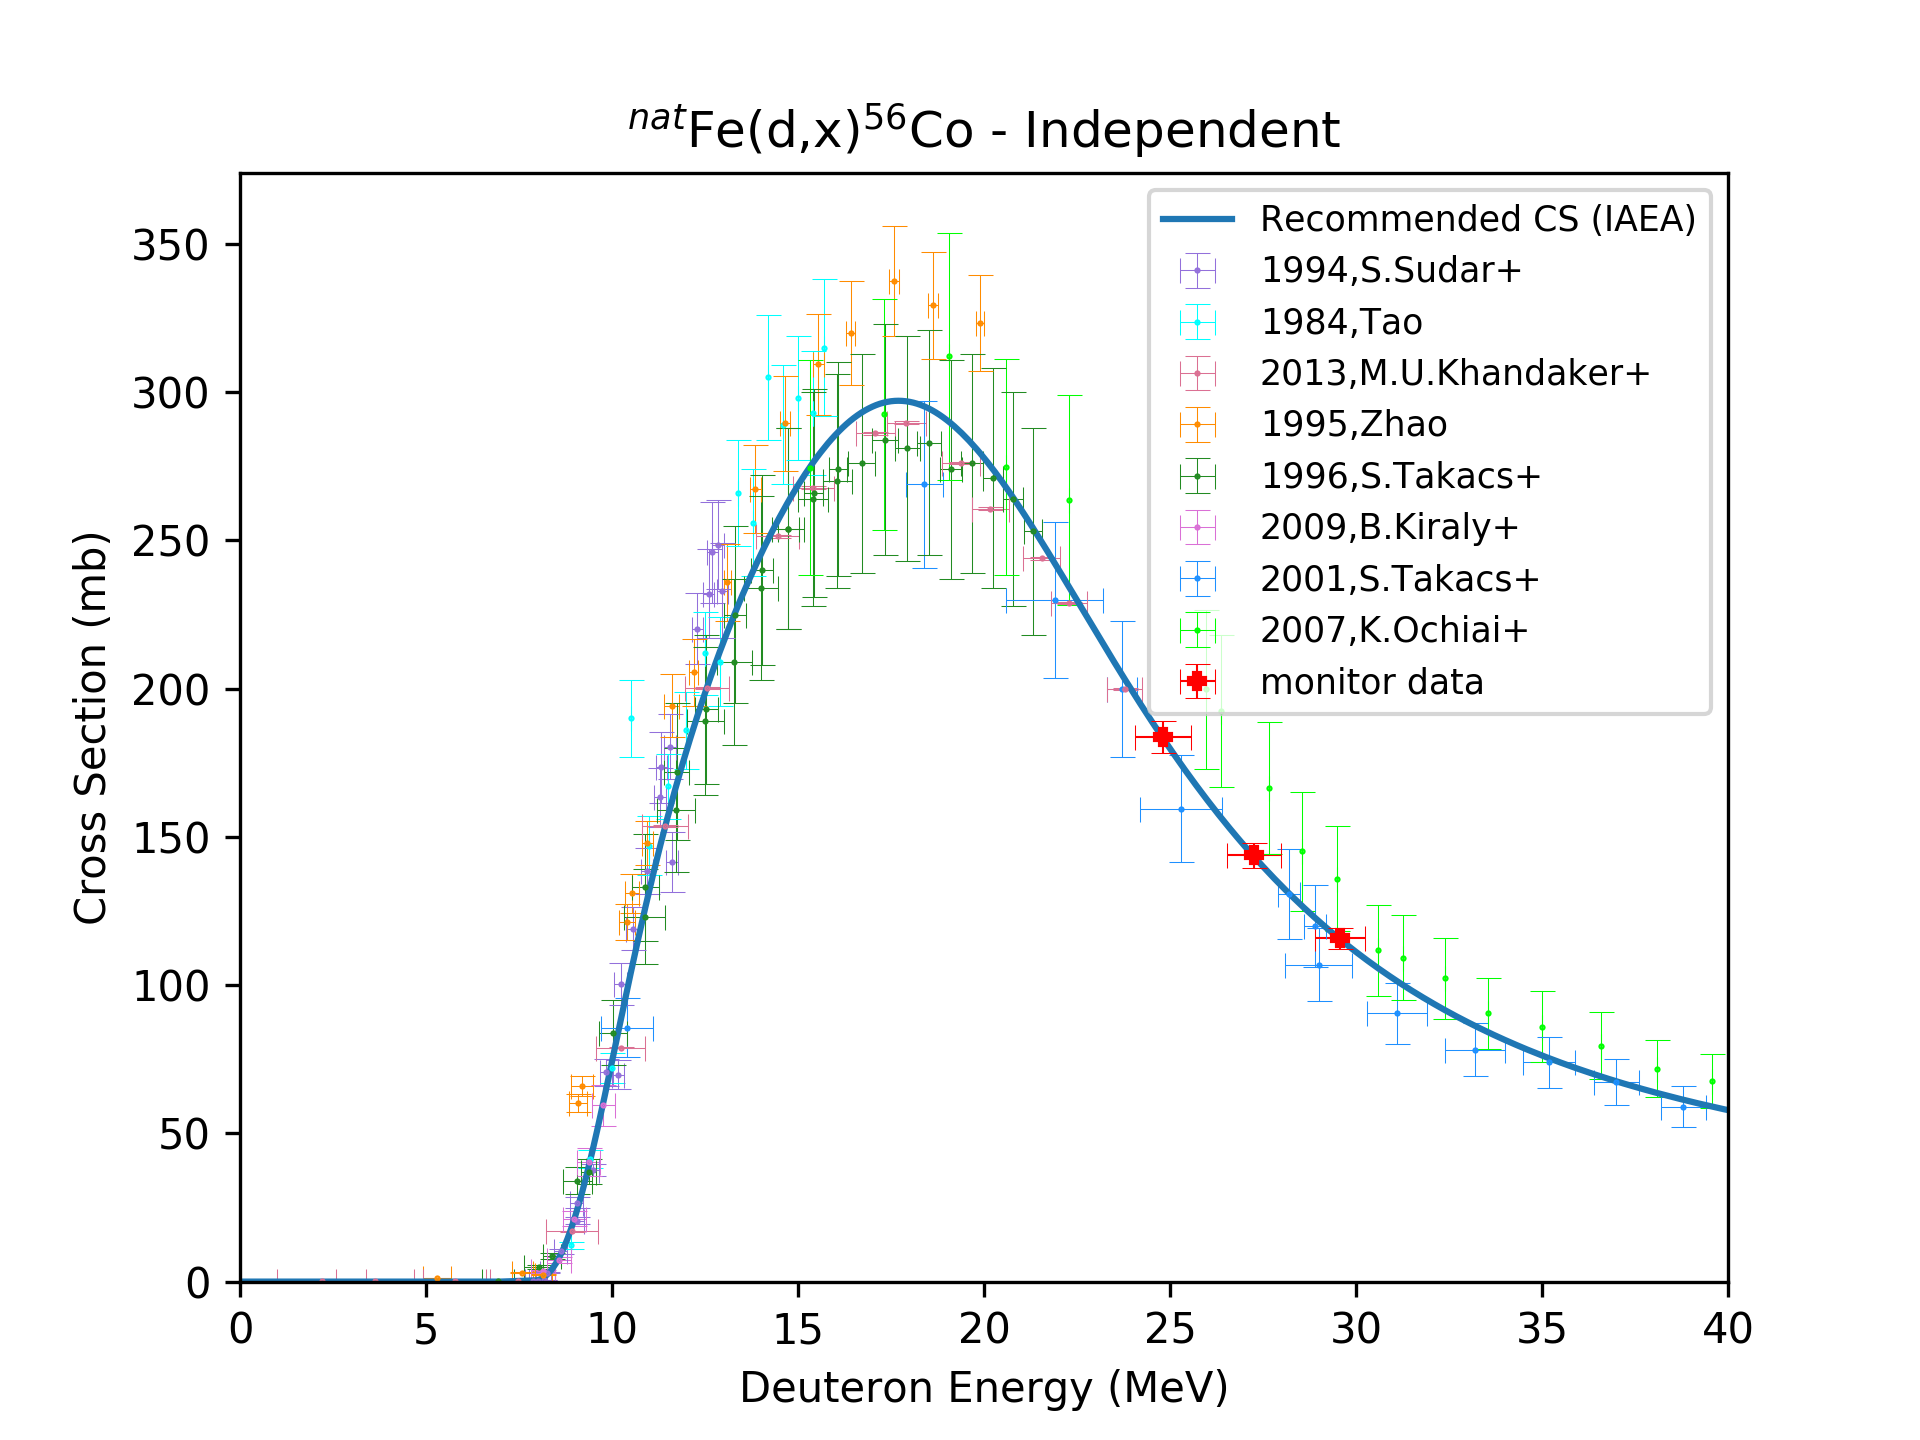 natFe(d,x)56Co - Independent
Cross Section (mb)
350
300
250
200
150
100
50
0
Recommended CS (IAEA)
1994,S.Sudar+
1984,Tao
2013,M.U.Khandaker+
1995,Zhao
1996,S.Takacs+
2009,B.Kiraly+
2001,S.Takacs+
2007,K.Ochiai+
monitor data
0 5 10 15 20 25 30 35 40
Deuteron Energy (MeV)